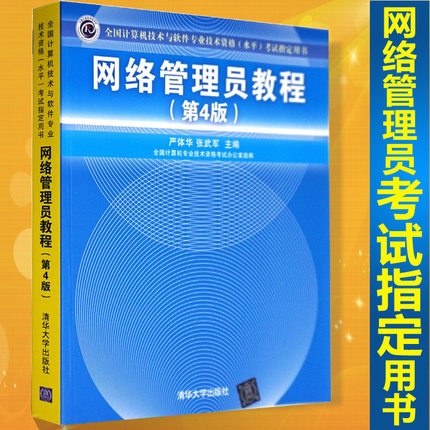 全国计算机技术与软件专业技术资格(水平)考试指定用书
网络管理员教程
(第4版)
严体华 张武军 主编
全国计算机专业技术资格考试办公室组编
清华大学出版社
全国计算机技术与软件专业
技术资格(水平)考试指定用书
网络管理员教程(第4版)
清华大学出版社
网络管理员考试指定用书